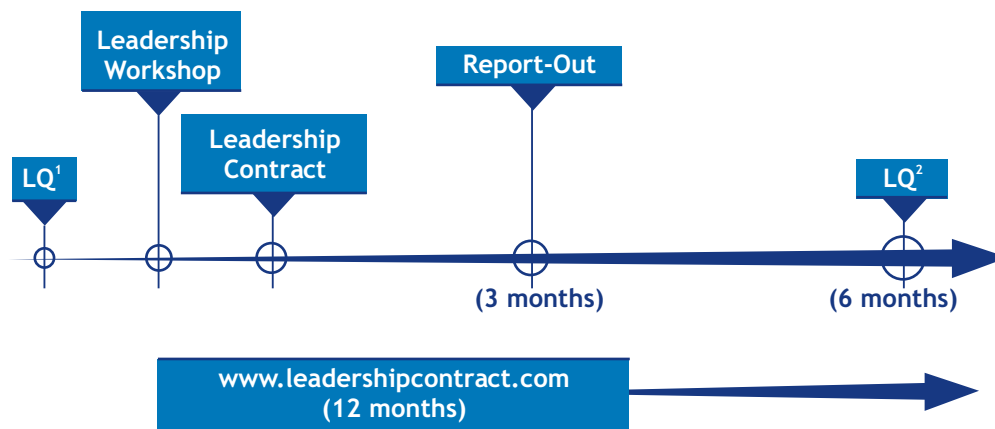 Leadership
Workshop
Report-Out
Leadership
Contract
LQ¹
LQ²
(3 months)
(6 months)
www.leadershipcontract.com
(12 months)